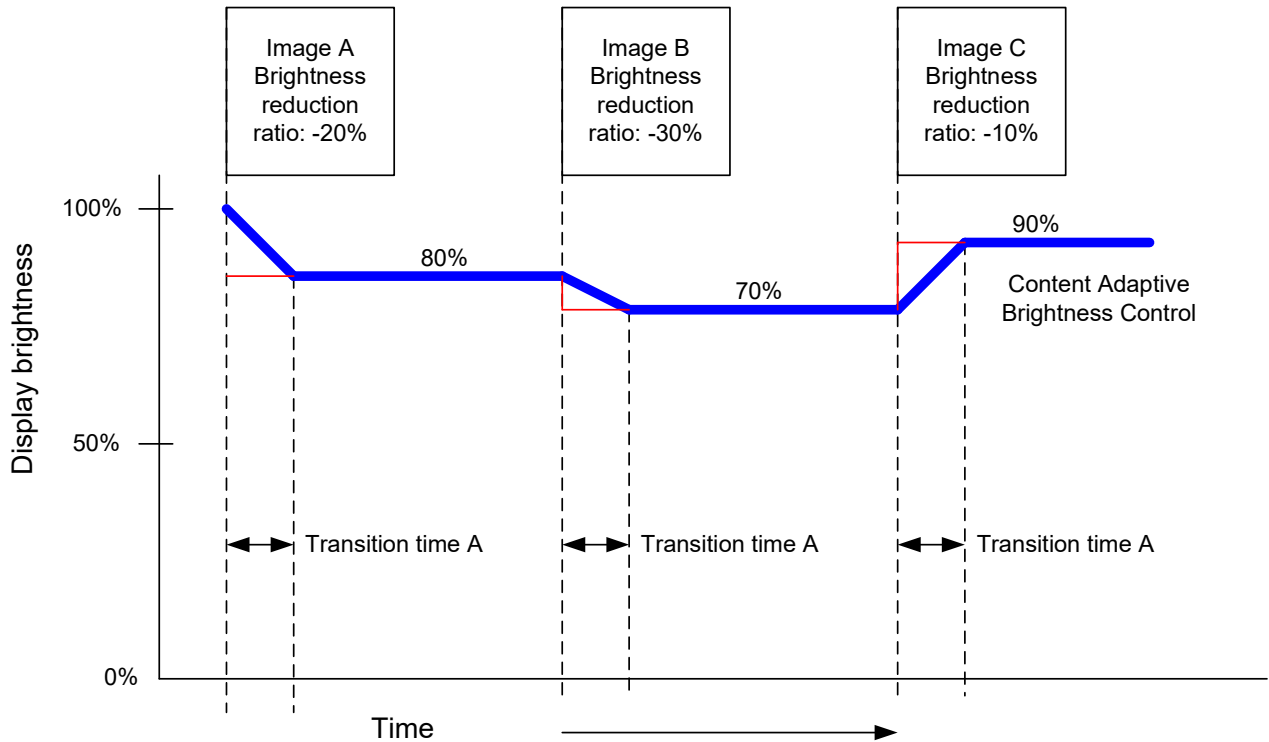 Image A
Brightness
reduction
ratio: -20%
Image B
Brightness
reduction
ratio: -30%
Image C
Brightness
reduction
ratio: -10%
Display brightness
100%
50%
0%
80%
70%
90%
Content Adaptive
Brightness Control
Transition time A
Transition time A
Transition time A
Time